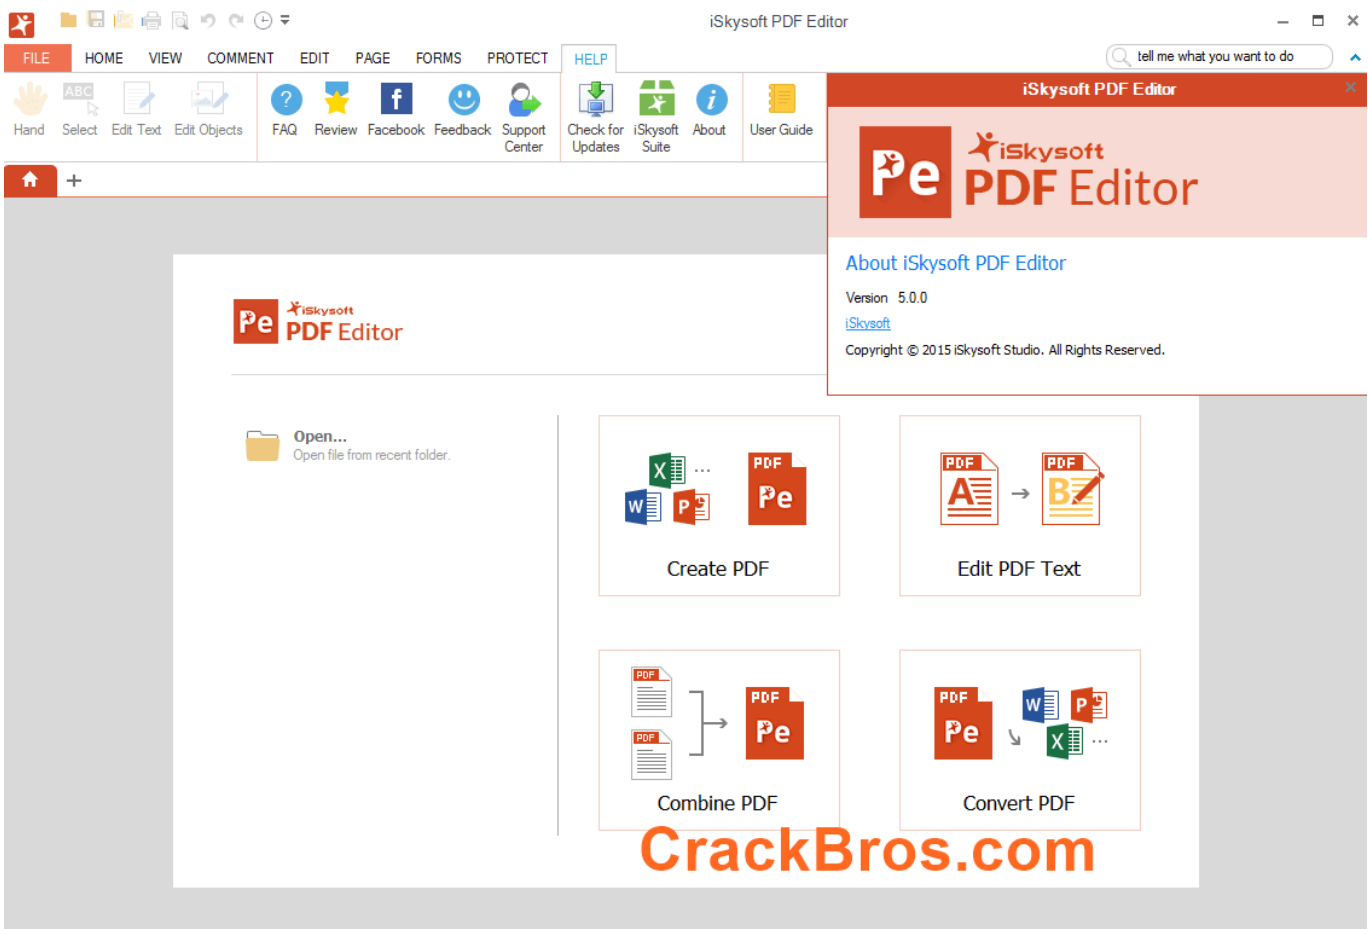 iSkysoft PDF Editor
FILE HOME VIEW COMMENT EDIT PAGE FORMS PROTECT HELP
tell me what you want to do
ABC
?
f
i
Hand Select Edit Text Edit Objects FAQ Review Facebook Feedback Support Center Check for Updates iSkysoft Suite About User Guide
iSkysoft PDF Editor
Pe
iSkysoft
PDF Editor
About iSkysoft PDF Editor
Version 5.0.0
iSkysoft
Copyright © 2015 iSkysoft Studio. All Rights Reserved.
Pe
iSkysoft
PDF Editor
Open...
Open file from recent folder.
X
W
P
...
PDF
Pe
Create PDF
PDF
A
PDF
B
Edit PDF Text
PDF
PDF
PDF
Pe
Combine PDF
PDF
Pe
W
P
X
...
Convert PDF
CrackBros.com